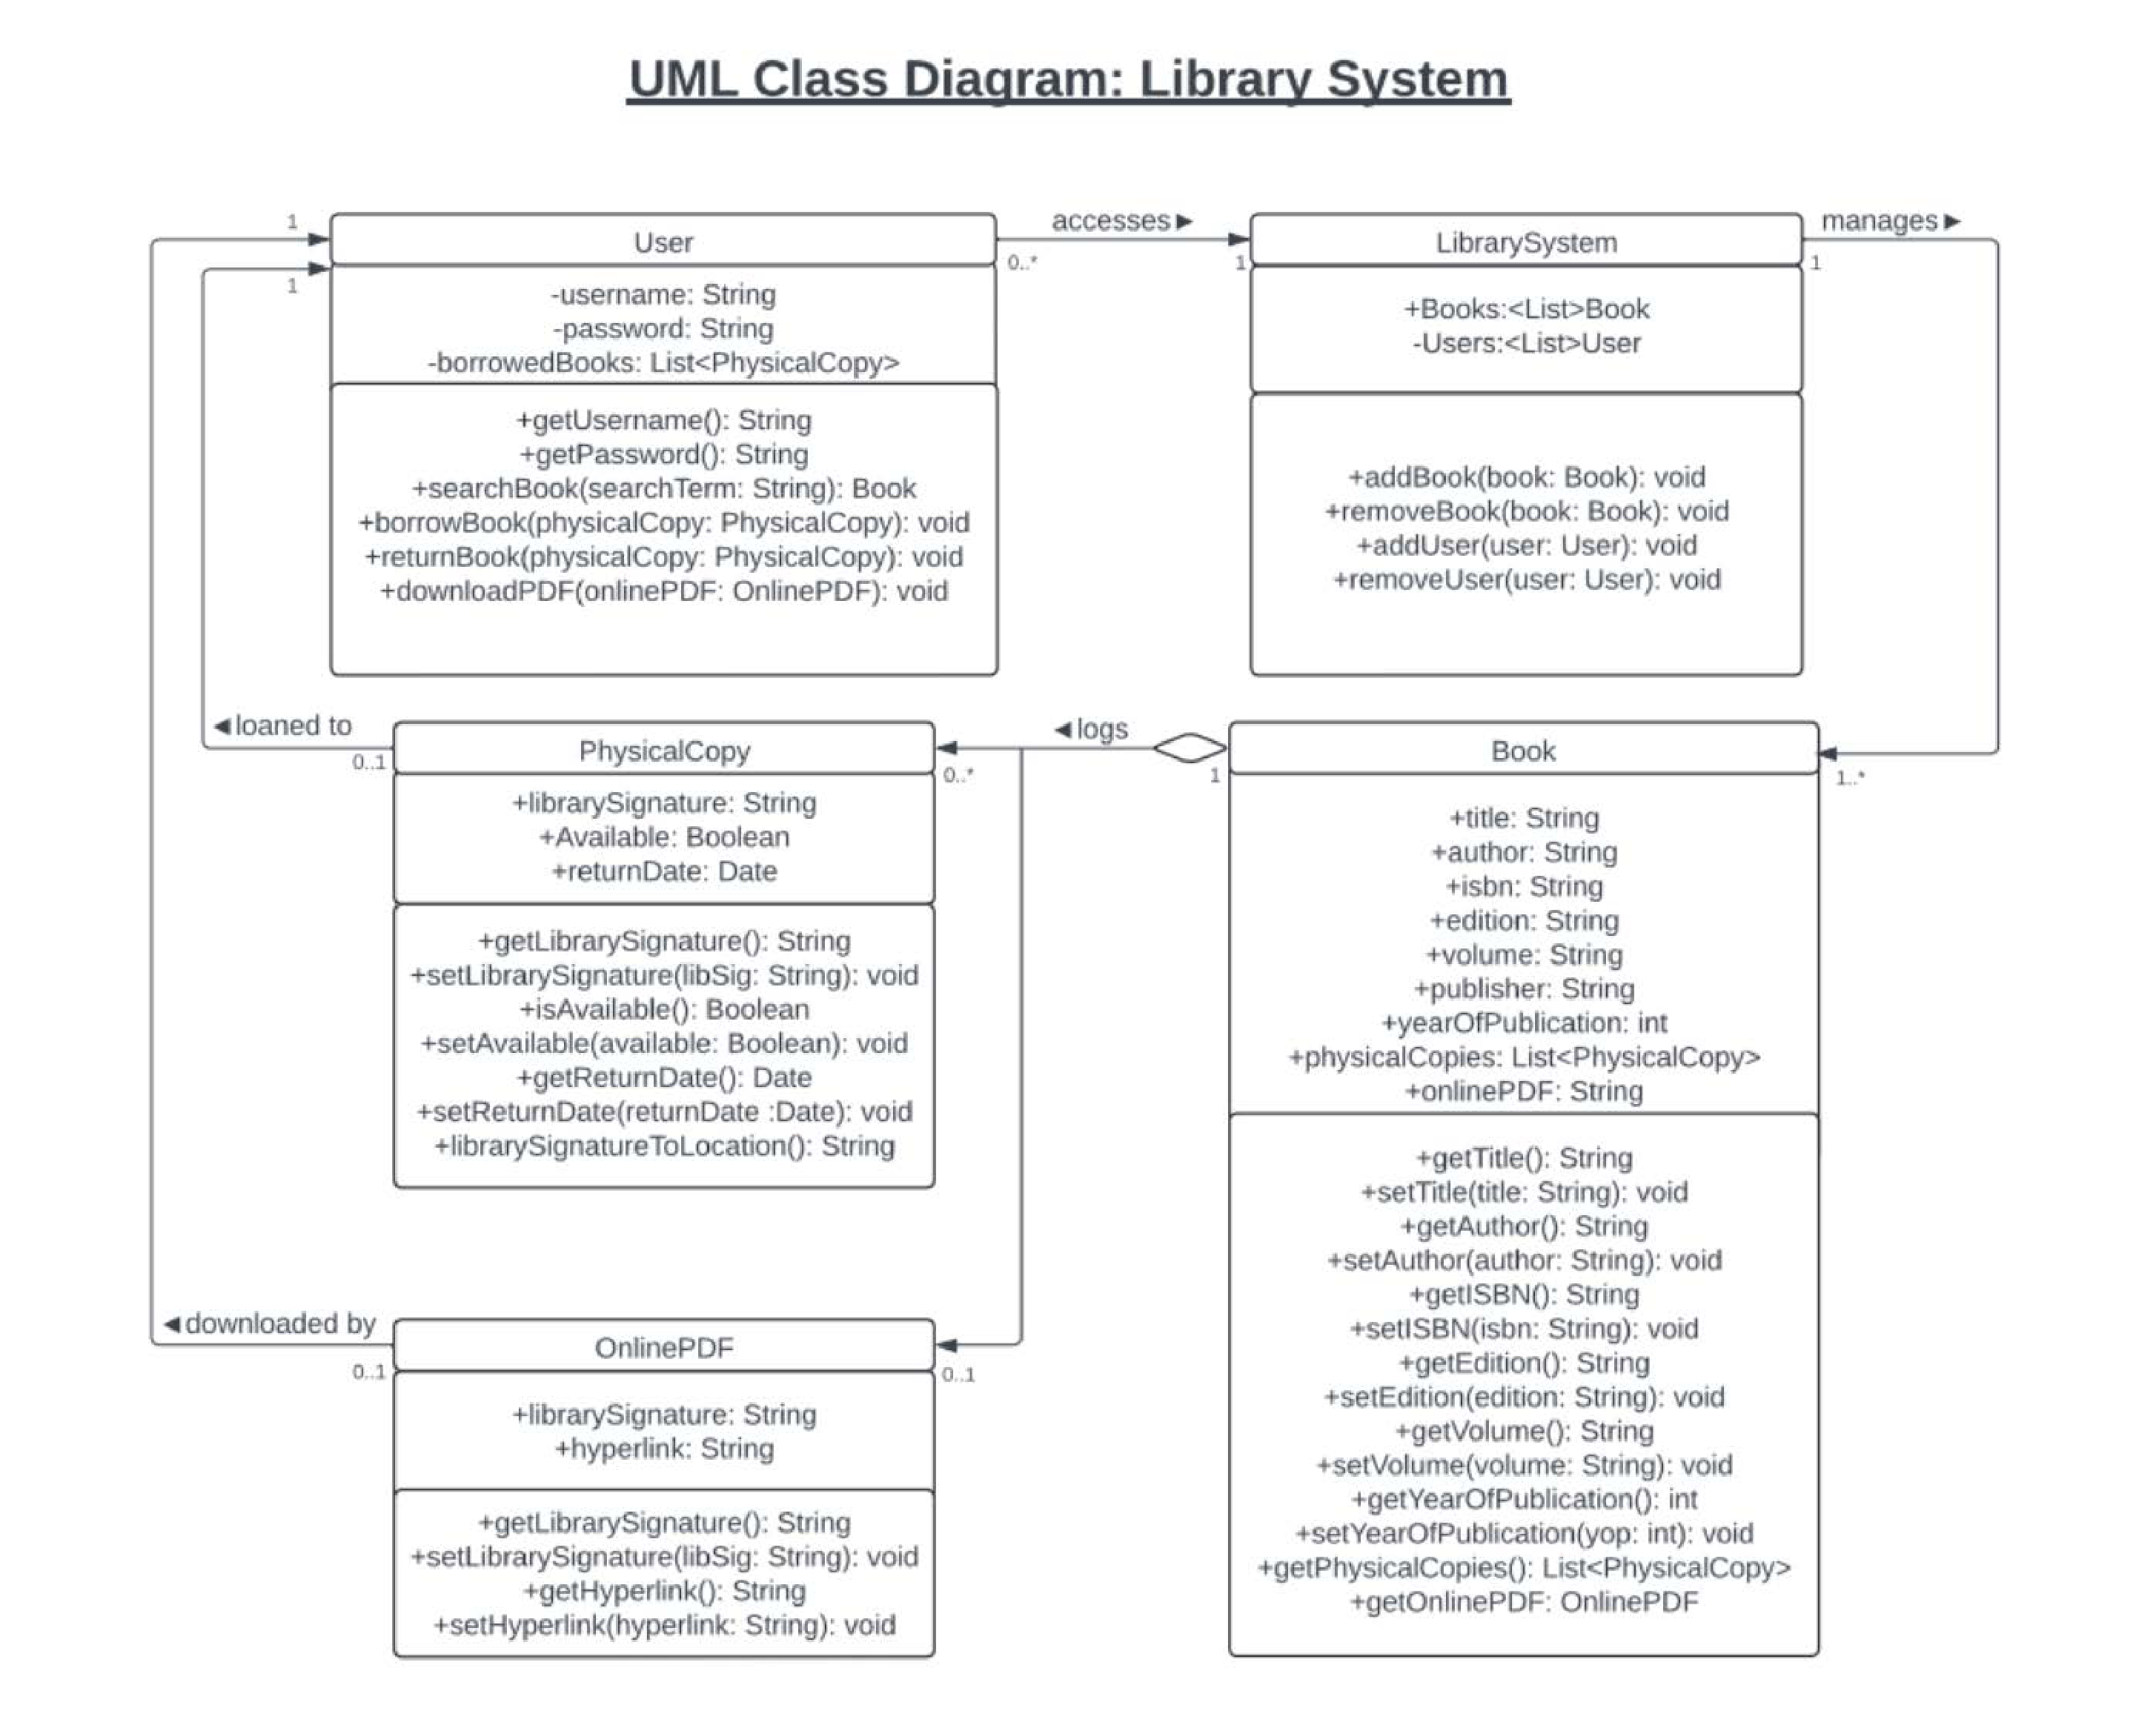 UML Class Diagram: Library System
1
1
User
-username: String
-password: String
-borrowedBooks: List<PhysicalCopy>
+getUsername(): String
+getPassword(): String
+searchBook(searchTerm: String): Book
+borrowBook(physicalCopy: PhysicalCopy): void
+returnBook(physicalCopy: PhysicalCopy): void
+downloadPDF(onlinePDF: OnlinePDF): void
accesses►
0..*
1
LibrarySystem
+Books:<List>Book
-Users:<List>User
+addBook(book: Book): void
+removeBook(book: Book): void
+addUser(user: User): void
+removeUser(user: User): void
manages►
1
◄loaned to
0..1
PhysicalCopy
+librarySignature: String
+Available: Boolean
+returnDate: Date
+getLibrarySignature(): String
+setLibrarySignature(libSig: String): void
+isAvailable(): Boolean
+setAvailable(available: Boolean): void
+getReturnDate(): Date
+setReturnDate(returnDate :Date): void
+librarySignatureToLocation(): String
◄logs
0..*
1
Book
1..*
+title: String
+author: String
+isbn: String
+edition: String
+volume: String
+publisher: String
+yearOfPublication: int
+physicalCopies: List<PhysicalCopy>
+onlinePDF: String
+getTitle(): String
+setTitle(title: String): void
+getAuthor(): String
+setAuthor(author: String): void
+getISBN(): String
+setISBN(isbn: String): void
+getEdition(): String
+setEdition(edition: String): void
+getVolume(): String
+setVolume(volume: String): void
+getYearOfPublication(): int
+setYearOfPublication(yop: int): void
+getPhysicalCopies(): List<PhysicalCopy>
+getOnlinePDF: OnlinePDF
◄downloaded by
0..1
OnlinePDF
0..1
+librarySignature: String
+hyperlink: String
+getLibrarySignature(): String
+setLibrarySignature(libSig: String): void
+getHyperlink(): String
+setHyperlink(hyperlink: String): void